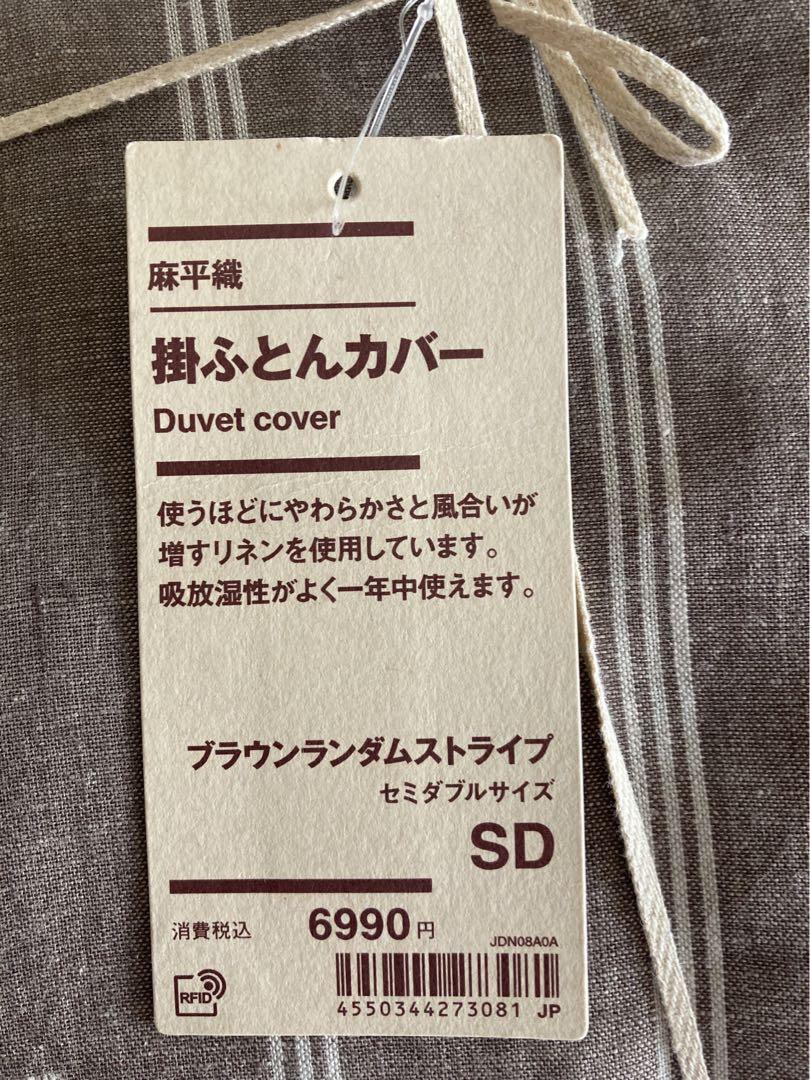 麻平織
掛ふとんカバー
Duvet cover
使うほどにやわらかさと風合いが
増すリネンを使用しています。
吸放湿性がよく一年中使えます。
ブラウンランダムストライプ
セミダブルサイズ
SD
消費税込 6990円
JDN08A0A
RFID
4550344273081 JP